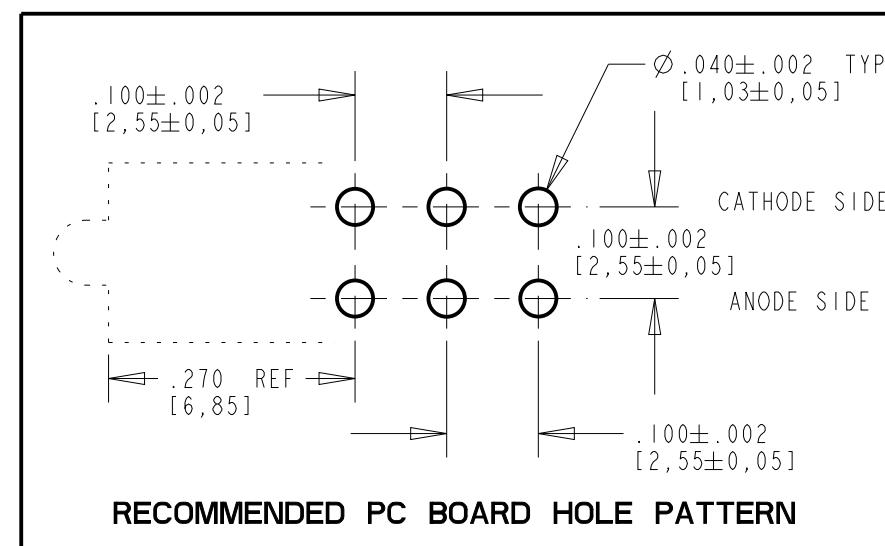 .100±.002
[2,55±0,05]
Ø.040±.002 TYP
[1,03±0,05]
CATHODE SIDE
.100±.002
[2,55±0,05]
ANODE SIDE
.270 REF
[6,85]
.100±.002
[2,55±0,05]
RECOMMENDED PC BOARD HOLE PATTERN